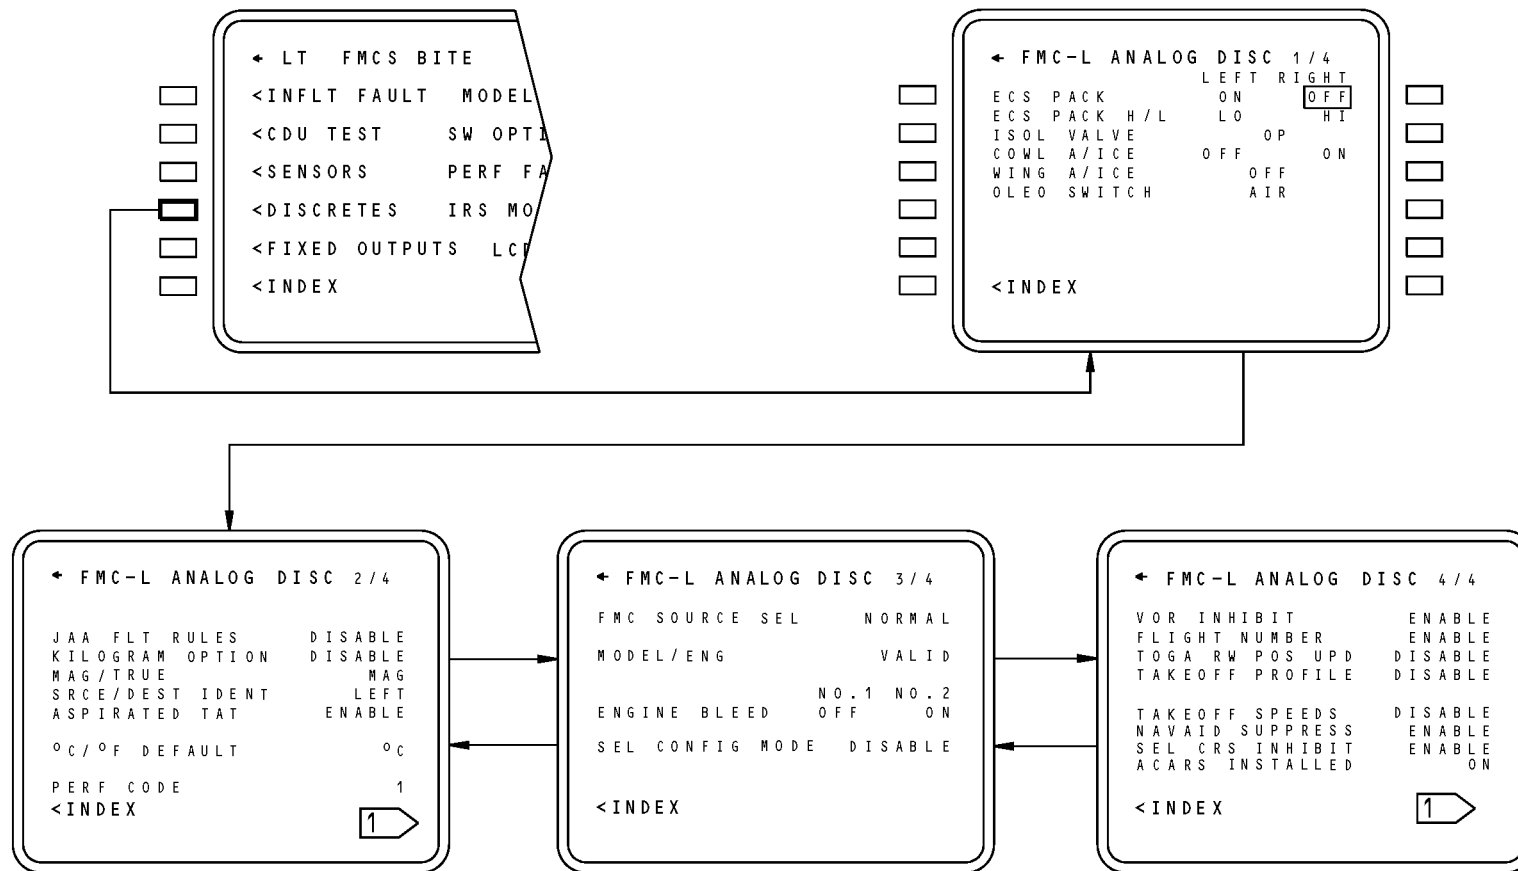 ← LT FMCS BITE
<INFLT FAULT MODEL
<CDU TEST SW OPTI
<SENSORS PERF FA
<DISCRETES IRS MO
<FIXED OUTPUTS LCD
<INDEX
← FMC-L ANALOG DISC 1/4
LEFT RIGHT
ECS PACK ON OFF
ECS PACK H/L LO HI
ISOL VALVE OP
COWL A/ICE OFF ON
WING A/ICE OFF
OLEO SWITCH AIR
<INDEX
← FMC-L ANALOG DISC 2/4
JAA FLT RULES DISABLE
KILOGRAM OPTION DISABLE
MAG/TRUE MAG
SRCE/DEST IDENT LEFT
ASPIRATED TAT ENABLE
°C/°F DEFAULT °C
PERF CODE 1
<INDEX
1
← FMC-L ANALOG DISC 3/4
FMC SOURCE SEL NORMAL
MODEL/ENG VALID
NO.1 NO.2
ENGINE BLEED OFF ON
SEL CONFIG MODE DISABLE
<INDEX
← FMC-L ANALOG DISC 4/4
VOR INHIBIT ENABLE
FLIGHT NUMBER ENABLE
TOGA RW POS UPD DISABLE
TAKEOFF PROFILE DISABLE
TAKEOFF SPEEDS DISABLE
NAVAID SUPPRESS ENABLE
SEL CRS INHIBIT ENABLE
ACARS INSTALLED ON
<INDEX
1